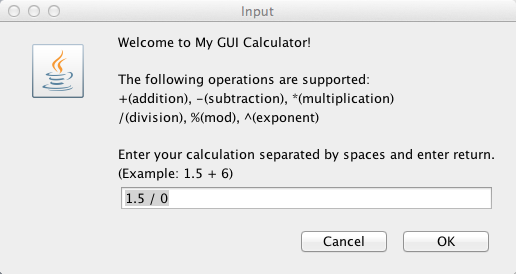 Input
Welcome to My GUI Calculator!
The following operations are supported:
+(addition), -(subtraction), *(multiplication)
/(division), %(mod), ^(exponent)
Enter your calculation separated by spaces and enter return.
(Example: 1.5 + 6)
1.5 / 0
Cancel OK